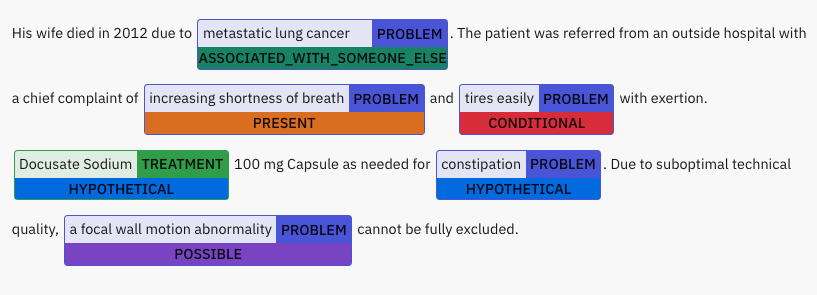 His wife died in 2012 due to metastatic lung cancer PROBLEM . The patient was referred from an outside hospital with
ASSOCIATED_WITH_SOMEONE_ELSE
a chief complaint of increasing shortness of breath PROBLEM and tires easily PROBLEM with exertion.
PRESENT CONDITIONAL
Docusate Sodium TREATMENT 100 mg Capsule as needed for constipation PROBLEM . Due to suboptimal technical
HYPOTHETICAL HYPOTHETICAL
quality, a focal wall motion abnormality PROBLEM cannot be fully excluded.
POSSIBLE